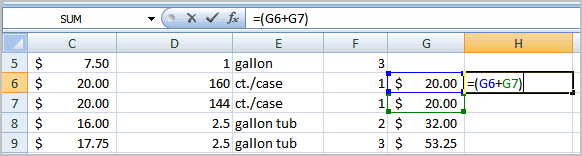 SUM =(G6+G7)
C D E F G H
5 $ 7.50 1 gallon 3
6 $ 20.00 160 ct./case 1 $ 20.00 =(G6+G7)
7 $ 20.00 144 ct./case 1 $ 20.00
8 $ 16.00 2.5 gallon tub 2 $ 32.00
9 $ 17.75 2.5 gallon tub 3 $ 53.25